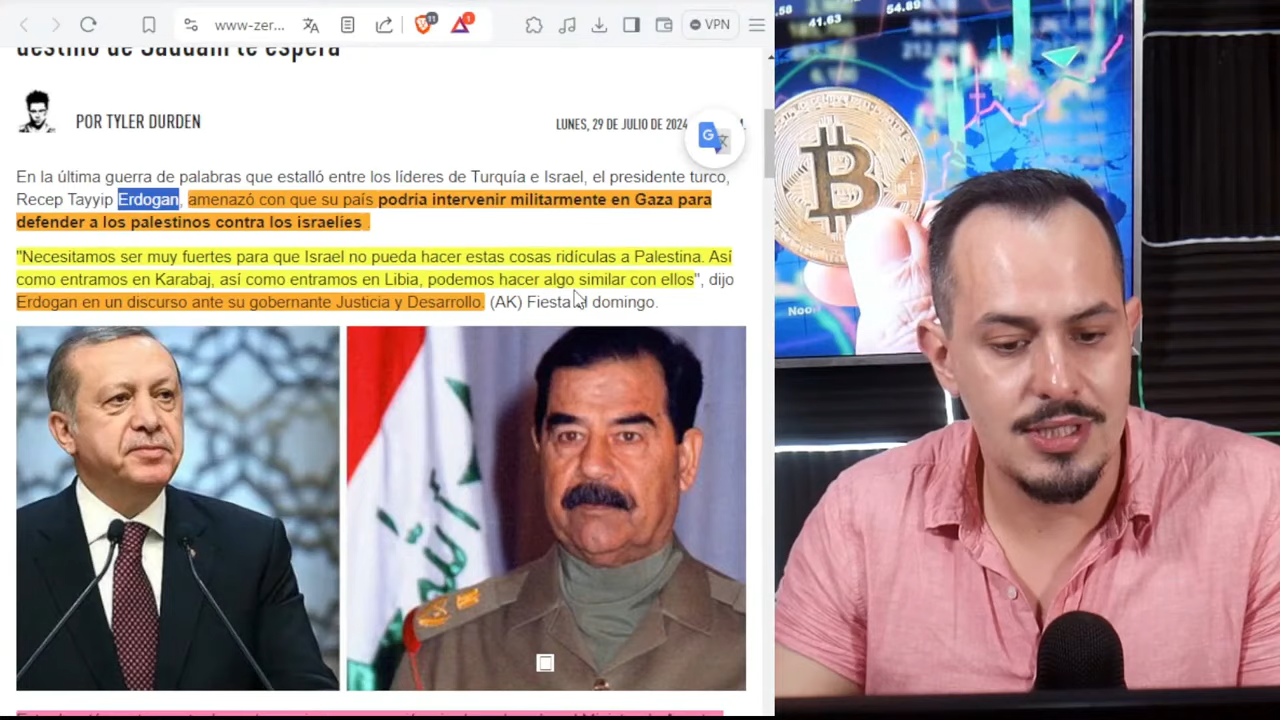 www-zer...
11
1
VPN
destino de Saddam te espera
POR TYLER DURDEN
LUNES, 29 DE JULIO DE 2024
En la última guerra de palabras que estalló entre los líderes de Turquía e Israel, el presidente turco,
Recep Tayyip Erdogan, amenazó con que su país podría intervenir militarmente en Gaza para
defender a los palestinos contra los israelíes .
"Necesitamos ser muy fuertes para que Israel no pueda hacer estas cosas ridículas a Palestina. Así
como entramos en Karabaj, así como entramos en Libia, podemos hacer algo similar con ellos", dijo
Erdogan en un discurso ante su gobernante Justicia y Desarrollo. (AK) Fiesta el domingo.
.58
41.63
54.89